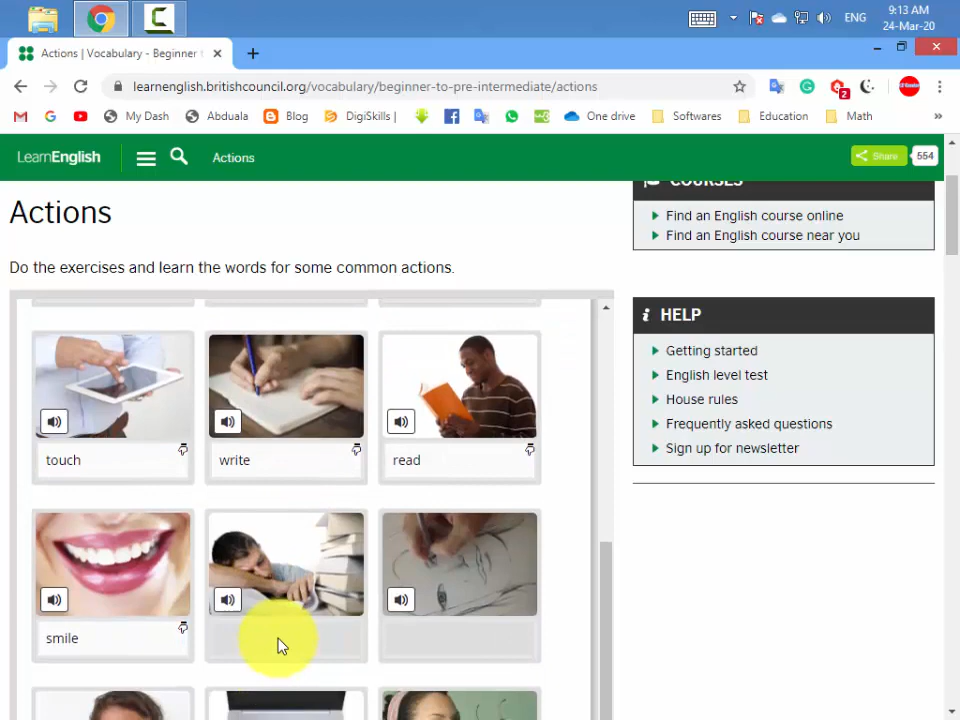 9:13 AM
ENG
24-Mar-20
Actions | Vocabulary - Beginner t
learnenglish.britishcouncil.org/vocabulary/beginner-to-pre-intermediate/actions
2
My Dash
Abduala
Blog
DigiSkills |
One drive
Softwares
Education
Math
»
LearnEnglish
Actions
Share
554
COURSES
Actions
Find an English course online
Find an English course near you
Do the exercises and learn the words for some common actions.
HELP
Getting started
English level test
House rules
Frequently asked questions
Sign up for newsletter
touch
write
read
smile